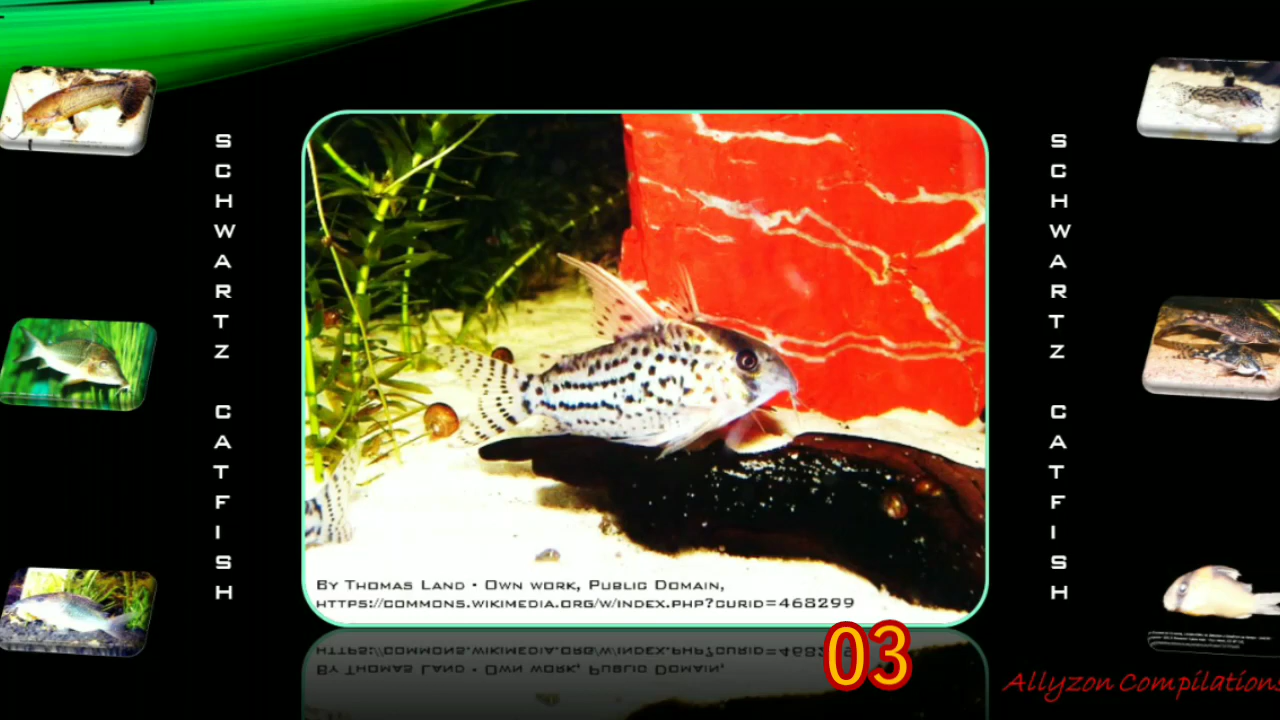 SCHWARTZ CATFISH
SCHWARTZ CATFISH
BY THOMAS LAND - OWN WORK, PUBLIC DOMAIN,
HTTPS://COMMONS.WIKIMEDIA.ORG/W/INDEX.PHP?CURID=468299
03
Allyzon Compilations